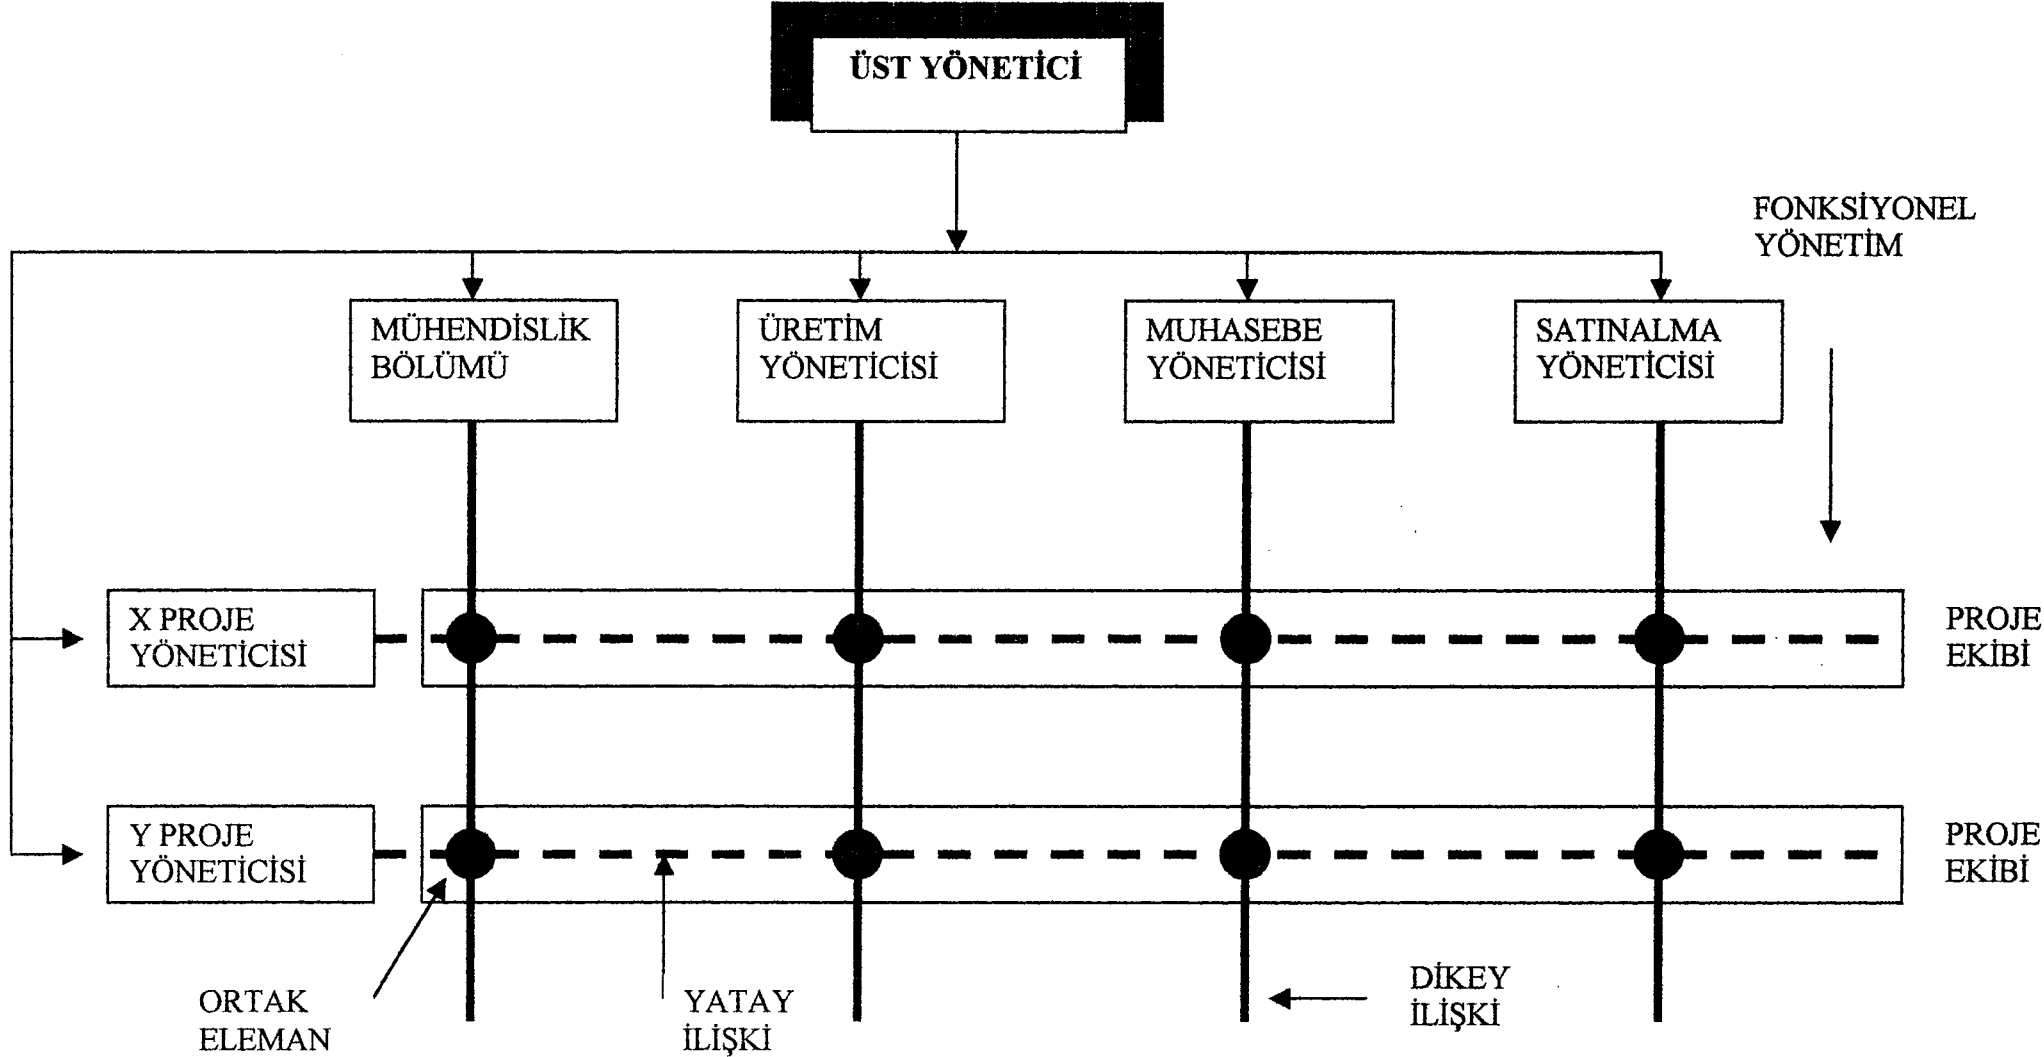 ÜST YÖNETİCİ
FONKSİYONEL
YÖNETİM
MÜHENDİSLİK
BÖLÜMÜ
ÜRETİM
YÖNETİCİSİ
MUHASEBE
YÖNETİCİSİ
SATINALMA
YÖNETİCİSİ
X PROJE
YÖNETİCİSİ
PROJE
EKİBİ
Y PROJE
YÖNETİCİSİ
PROJE
EKİBİ
ORTAK
ELEMAN
YATAY
İLİŞKİ
DİKEY
İLİŞKİ